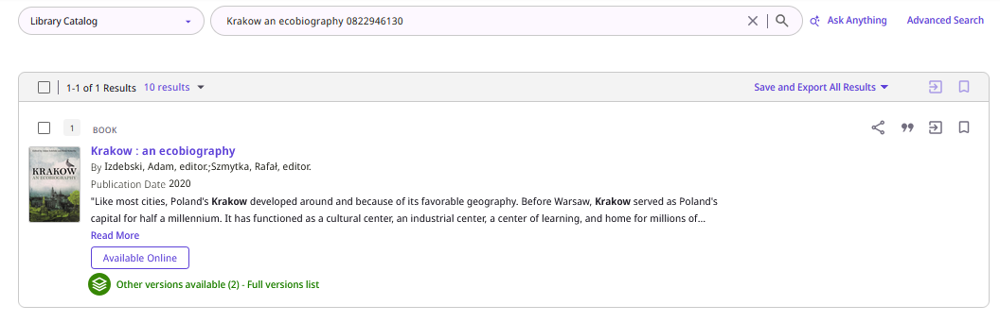 Library Catalog
Krakow an ecobiography 0822946130
Ask Anything
Advanced Search
1-1 of 1 Results 10 results
Save and Export All Results
1 BOOK
KRAKOW
AN ECOBIOGRAPHY
Krakow : an ecobiography
By Izdebski, Adam, editor.;Szmytka, Rafał, editor.
Publication Date 2020
"Like most cities, Poland's Krakow developed around and because of its favorable geography. Before Warsaw, Krakow served as Poland's
capital for half a millennium. It has functioned as a cultural center, an industrial center, a center of learning, and home for millions of...
Read More
Available Online
Other versions available (2) - Full versions list